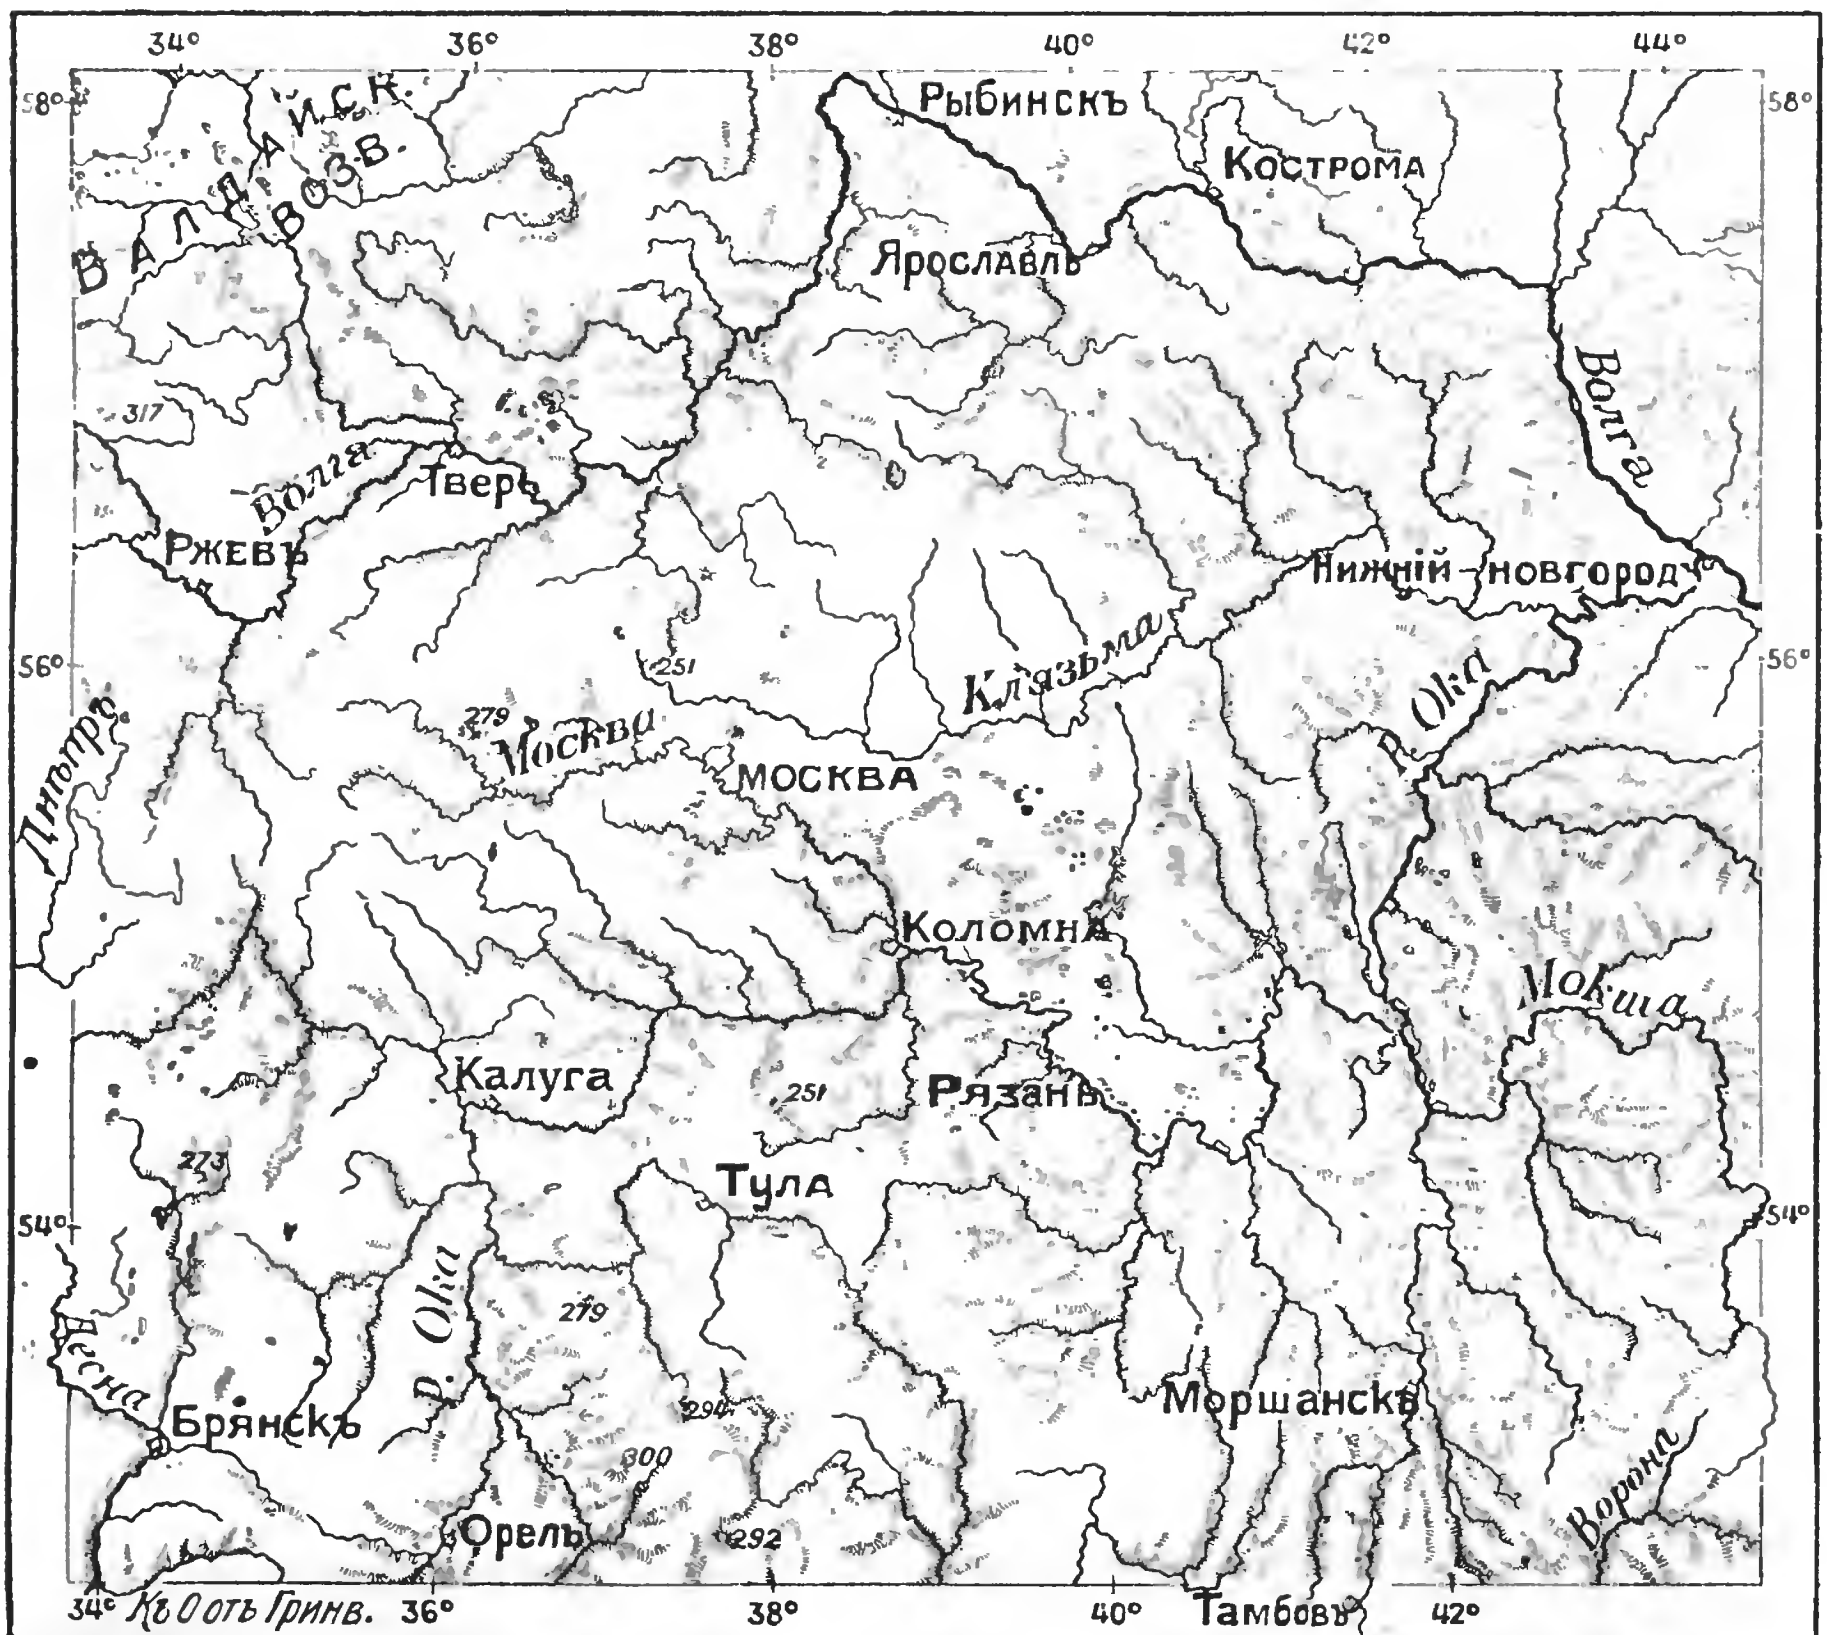 34° 36° 38° 40° 42° 44°
58° 58°
ВАЛДАЙСК.
ВОЗВ.
Рыбинскъ
Кострома
Ярославль
317
Волга
Волга
Тверь
Ржевъ
Нижній-новгород
56° 56°
251
Клязьма
Ока
279
Москва
Днѣпръ
МОСКВА
Р.
Коломна
Мокша
Калуга
251
Рязань
273
Тула
54° 54°
р. Ока
279
Десна
294
Моршанскъ
Брянскъ
300
Ворона
Орелъ
292
34° Къ О отъ Гринв. 36° 38° 40° Тамбовъ 42°